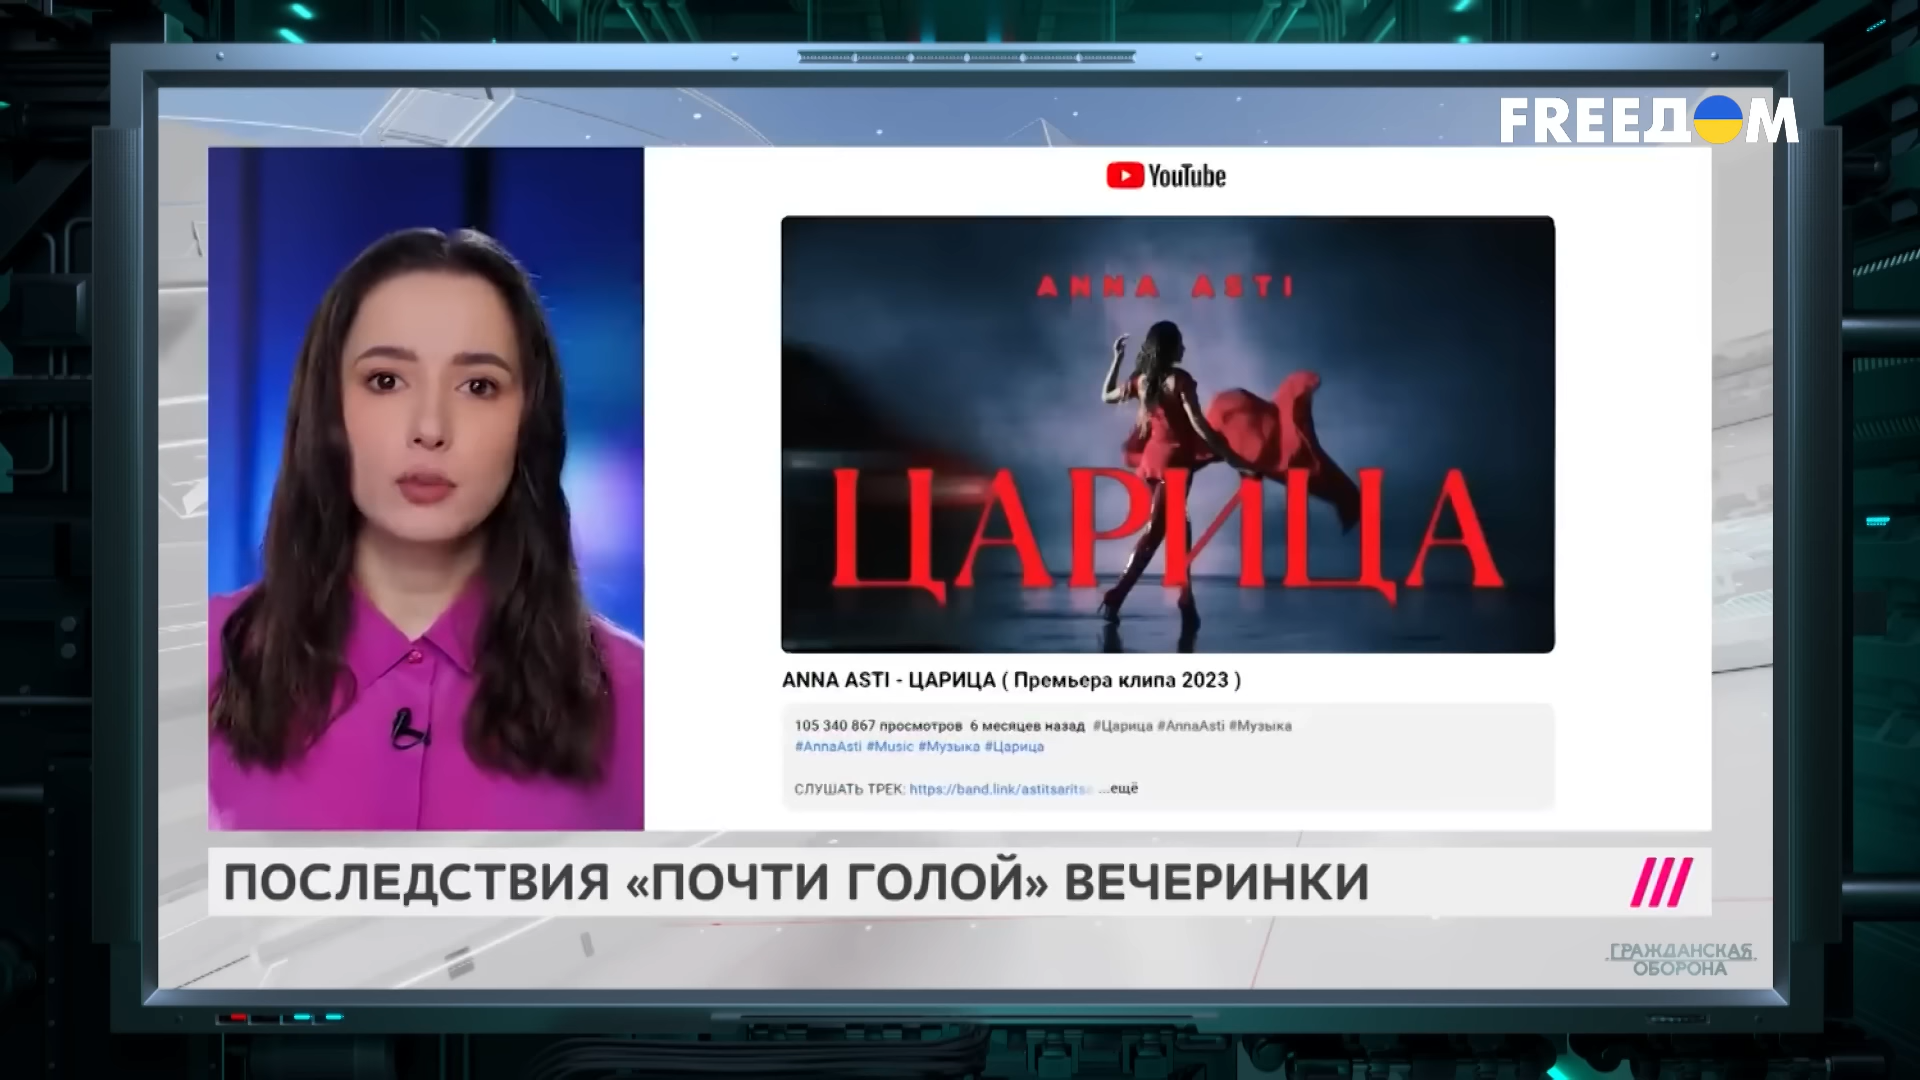 FREEДOM
YouTube
ANNA ASTI
ЦАРИЦА
ANNA ASTI - ЦАРИЦА ( Премьера клипа 2023 )
105 340 867 просмотров 6 месяцев назад #Царица #AnnaAsti #Музыка
#AnnaAsti #Music #Музыка #Царица
СЛУШАТЬ ТРЕК: https://band.link/astitsaritsa ...ещё
ПОСЛЕДСТВИЯ «ПОЧТИ ГОЛОЙ» ВЕЧЕРИНКИ
ГРАЖДАНСКАЯ
ОБОРОНА